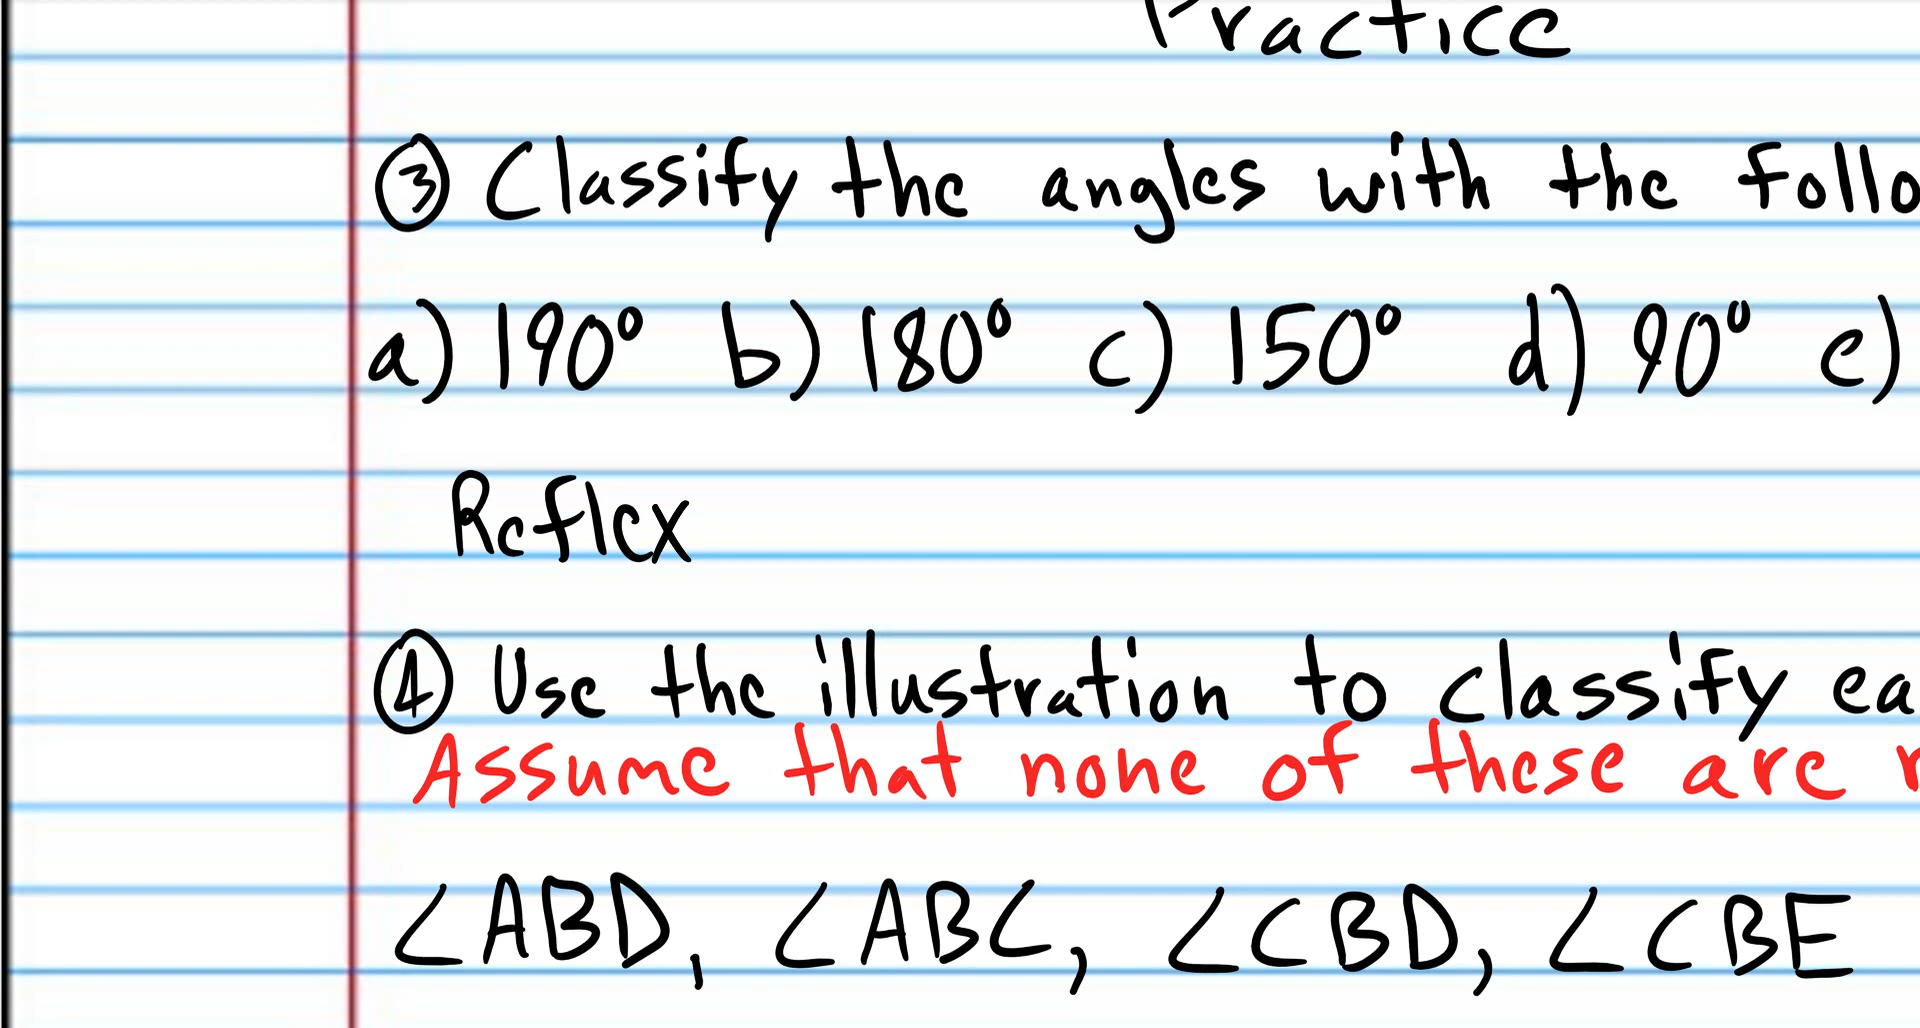 Practice
③ Classify the angles with the follo
a) 190° b) 180° c) 150° d) 90° e)
Reflex
④ Use the illustration to classify ea
Assume that none of these are r
∠ABD, ∠ABC, ∠CBD, ∠CBE